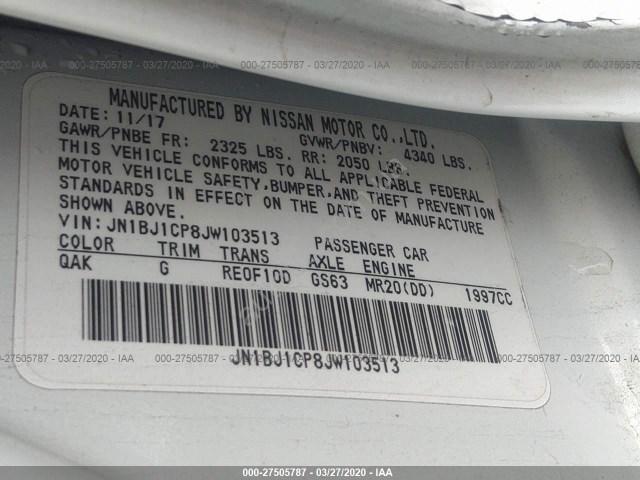 MANUFACTURED BY NISSAN MOTOR CO.,LTD.
DATE: 11/17 GVWR/PNBV: 4340 LBS.
GAWR/PNBE FR: 2325 LBS. RR: 2050 LBS.
THIS VEHICLE CONFORMS TO ALL APPLICABLE FEDERAL
MOTOR VEHICLE SAFETY,BUMPER,AND THEFT PREVENTION
STANDARDS IN EFFECT ON THE DATE OF MANUFACTURE
SHOWN ABOVE.
VIN: JN1BJ1CP8JW103513 PASSENGER CAR
COLOR TRIM TRANS AXLE ENGINE
QAK G RE0F10D GS63 MR20(DD) 1997CC
JN1BJ1CP8JW103513
000-27505787 - 03/27/2020 - IAA